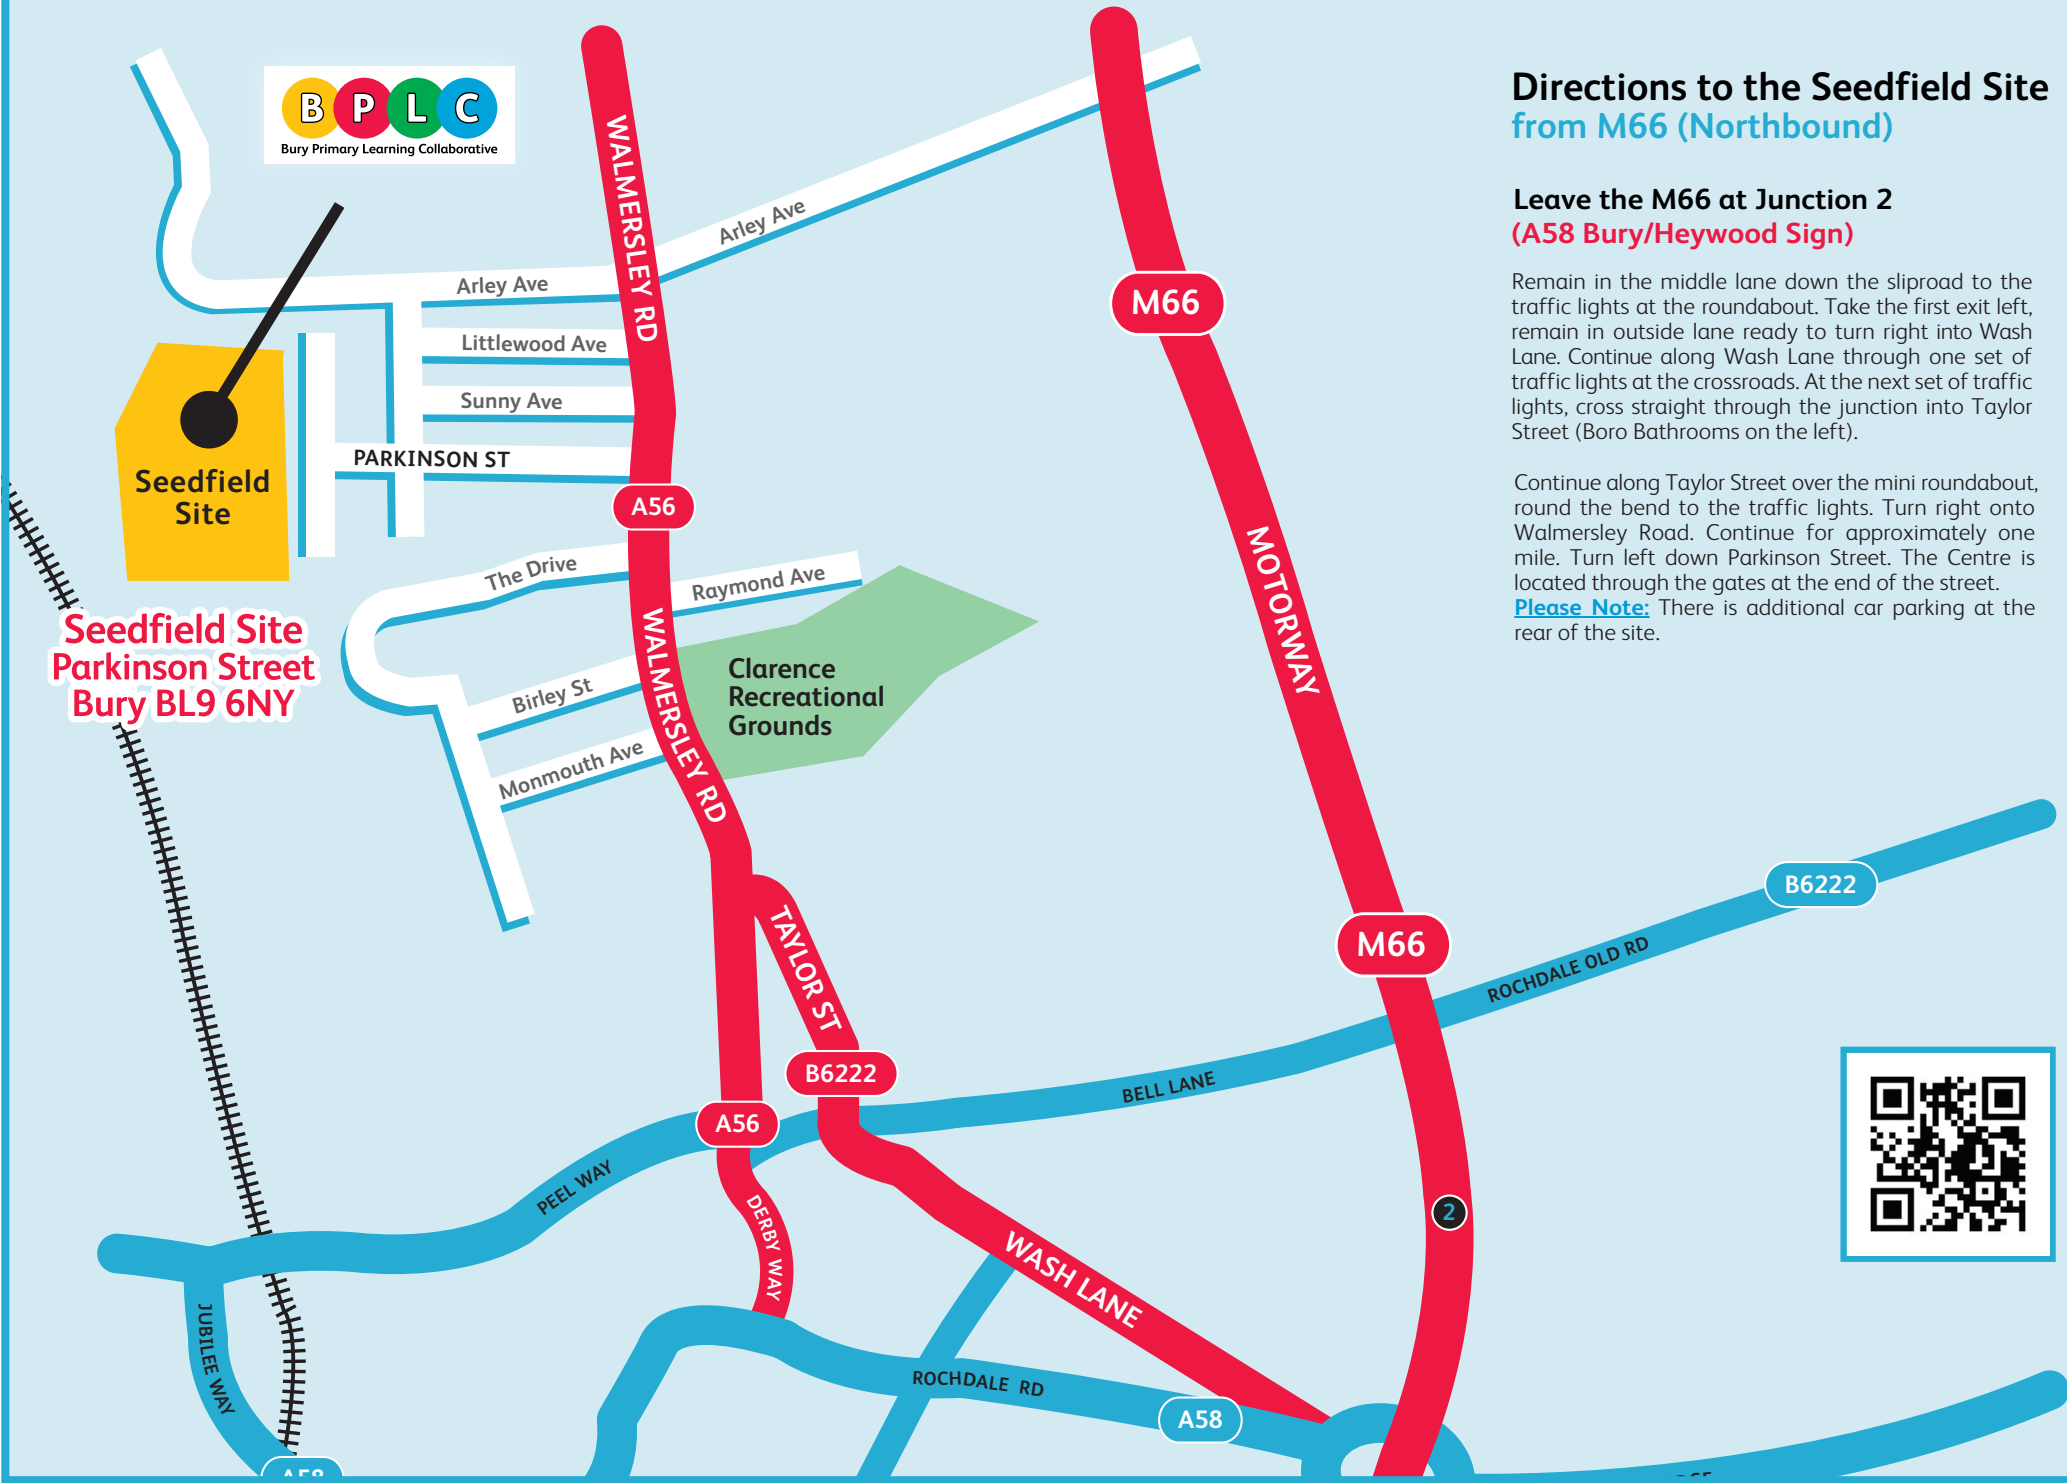 B P L C
Bury Primary Learning Collaborative
Directions to the Seedfield Site
from M66 (Northbound)
Leave the M66 at Junction 2
(A58 Bury/Heywood Sign)
Remain in the middle lane down the sliproad to the
traffic lights at the roundabout. Take the first exit left,
remain in outside lane ready to turn right into Wash
Lane. Continue along Wash Lane through one set of
traffic lights at the crossroads. At the next set of traffic
lights, cross straight through the junction into Taylor
Street (Boro Bathrooms on the left).
Continue along Taylor Street over the mini roundabout,
round the bend to the traffic lights. Turn right onto
Walmersley Road. Continue for approximately one
mile. Turn left down Parkinson Street. The Centre is
located through the gates at the end of the street.
Please Note: There is additional car parking at the
rear of the site.
WALMERSLEY RD
Arley Ave
Arley Ave
M66
Littlewood Ave
Sunny Ave
PARKINSON ST
Seedfield
Site
A56
MOTORWAY
The Drive
Raymond Ave
Seedfield Site
Parkinson Street
Bury BL9 6NY
WALMERSLEY RD
Clarence
Recreational
Grounds
Birley St
Monmouth Ave
B6222
M66
ROCHDALE OLD RD
TAYLOR ST
B6222
BELL LANE
A56
PEEL WAY
DERBY WAY
2
WASH LANE
JUBILEE WAY
ROCHDALE RD
A58
A58